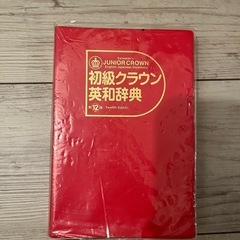 JUNIOR CROWN
English-Japanese Dictionary
初級クラウン
英和辞典
第12版 Twelfth Edition